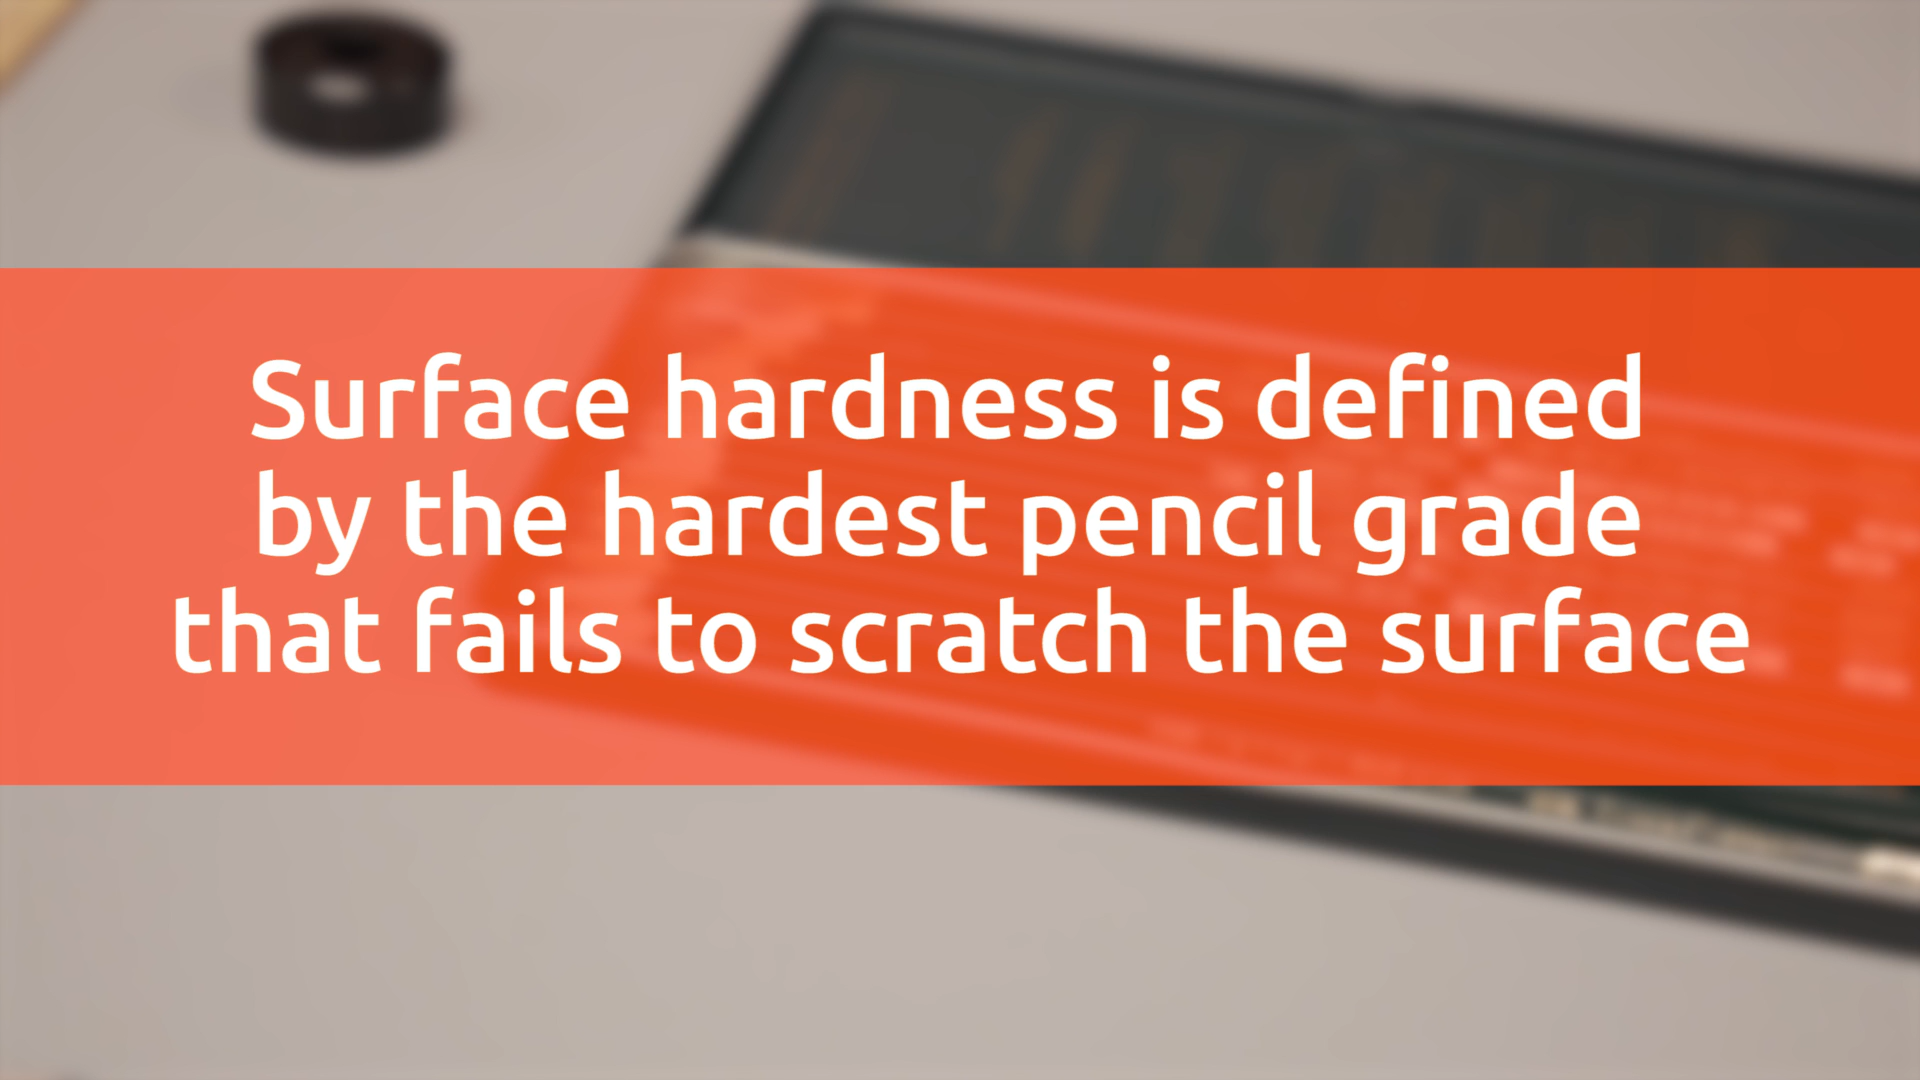 Surface hardness is defined
by the hardest pencil grade
that fails to scratch the surface